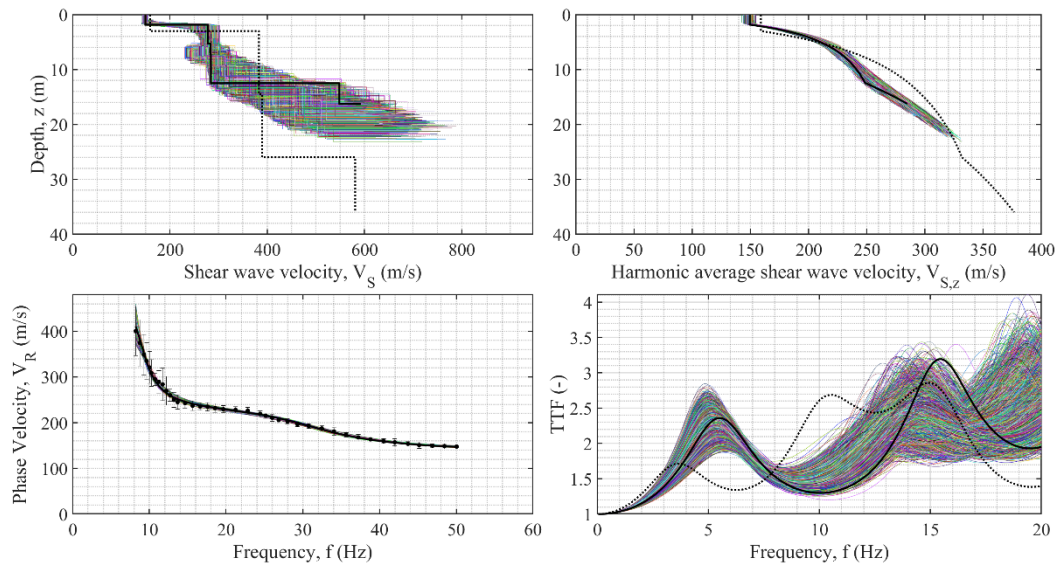 0
10
20
30
40
Depth, z (m)
0 200 400 600 800
Shear wave velocity, V_S (m/s)
0
10
20
30
40
0 50 100 150 200 250 300 350 400
Harmonic average shear wave velocity, V_S,z (m/s)
400
300
200
100
0
Phase Velocity, V_R (m/s)
0 10 20 30 40 50 60
Frequency, f (Hz)
4
3.5
3
2.5
2
1.5
1
TTF (-)
0 5 10 15 20
Frequency, f (Hz)